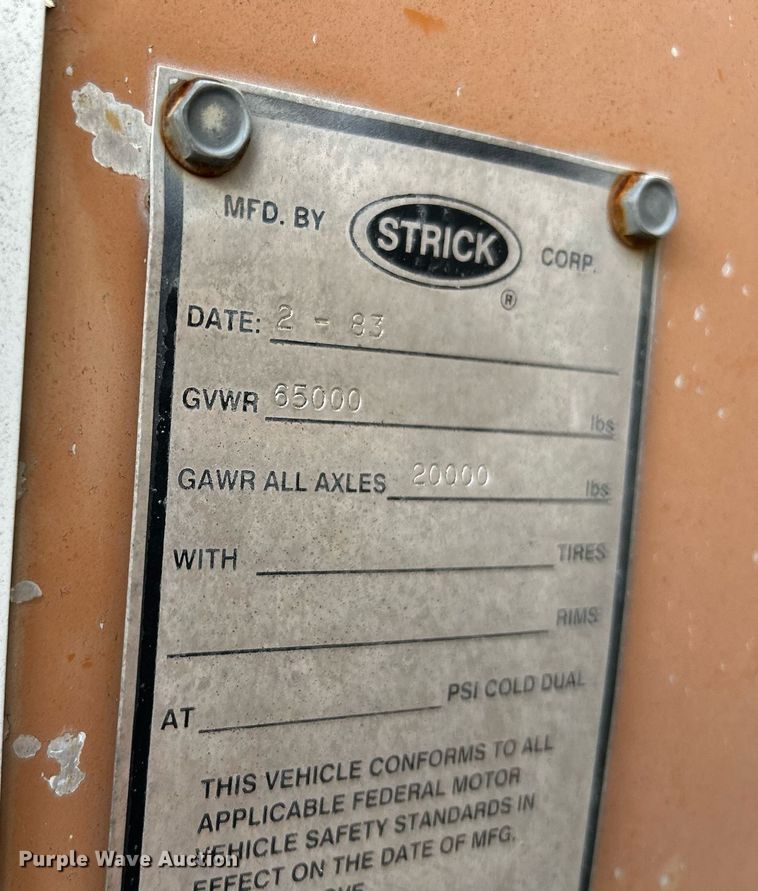 MFD. BY STRICK CORP.
®
DATE: 2 - 83
GVWR 65000 lbs
GAWR ALL AXLES 20000 lbs
WITH TIRES
RIMS
AT PSI COLD DUAL
THIS VEHICLE CONFORMS TO ALL
APPLICABLE FEDERAL MOTOR
VEHICLE SAFETY STANDARDS IN
EFFECT ON THE DATE OF MFG.
Purple Wave Auction